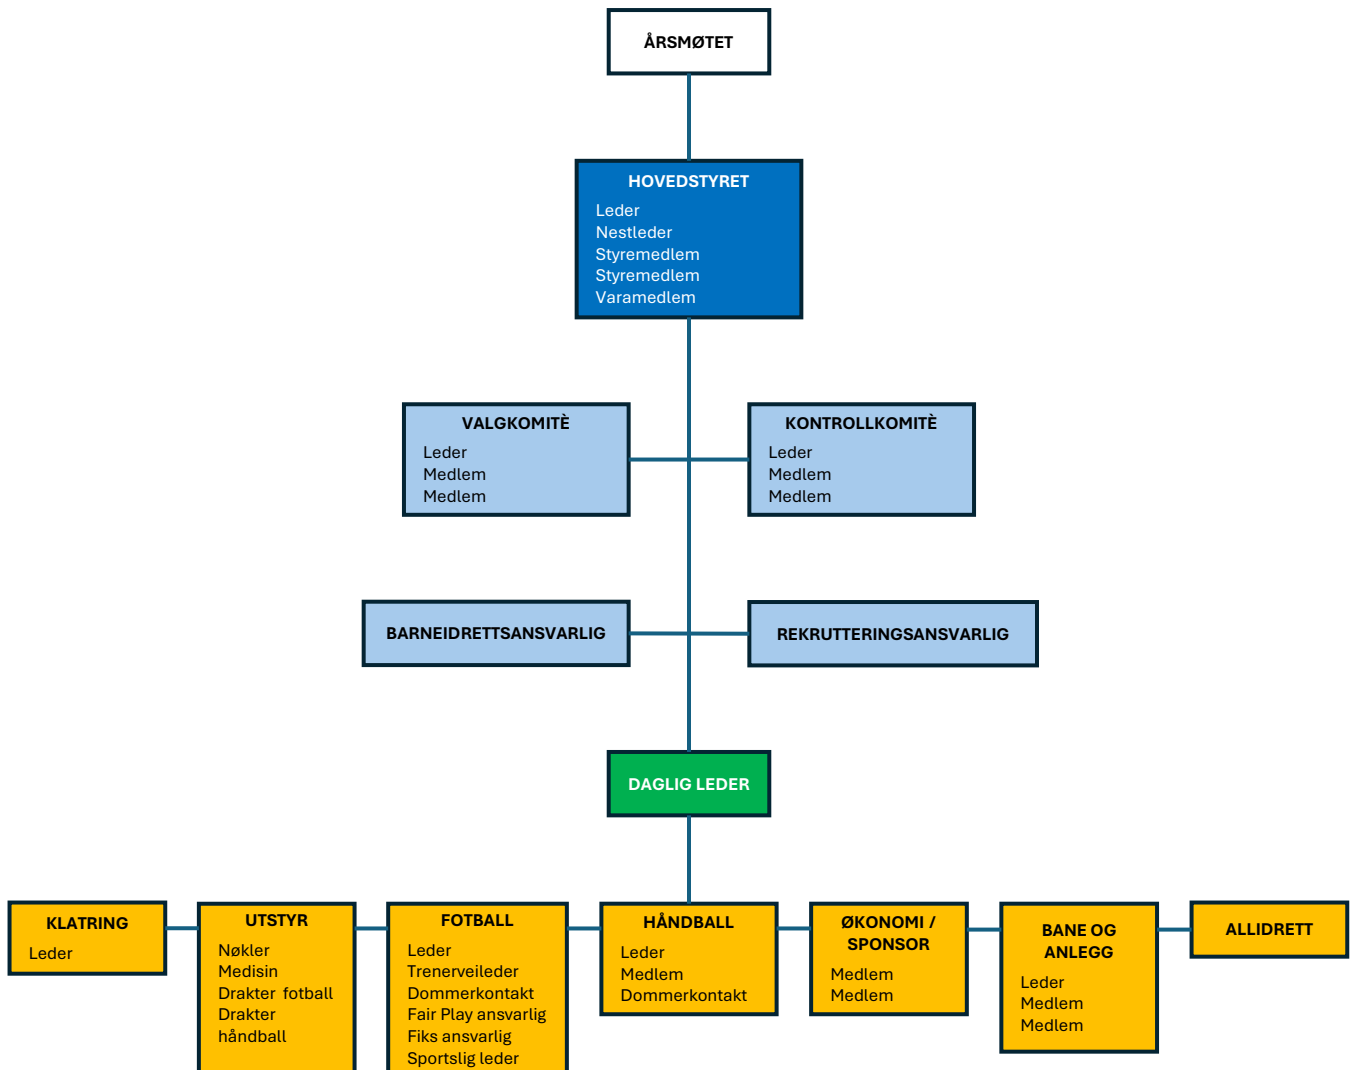 ÅRSMØTET
HOVEDSTYRET
Leder
Nestleder
Styremedlem
Styremedlem
Varamedlem
VALGKOMITÈ
Leder
Medlem
Medlem
KONTROLLKOMITÈ
Leder
Medlem
Medlem
BARNEIDRETTSANSVARLIG
REKRUTTERINGSANSVARLIG
DAGLIG LEDER
KLATRING
Leder
UTSTYR
Nøkler
Medisin
Drakter fotball
Drakter
håndball
FOTBALL
Leder
Trenerveileder
Dommerkontakt
Fair Play ansvarlig
Fiks ansvarlig
Sportslig leder
HÅNDBALL
Leder
Medlem
Dommerkontakt
ØKONOMI /
SPONSOR
Medlem
Medlem
BANE OG
ANLEGG
Leder
Medlem
Medlem
ALLIDRETT